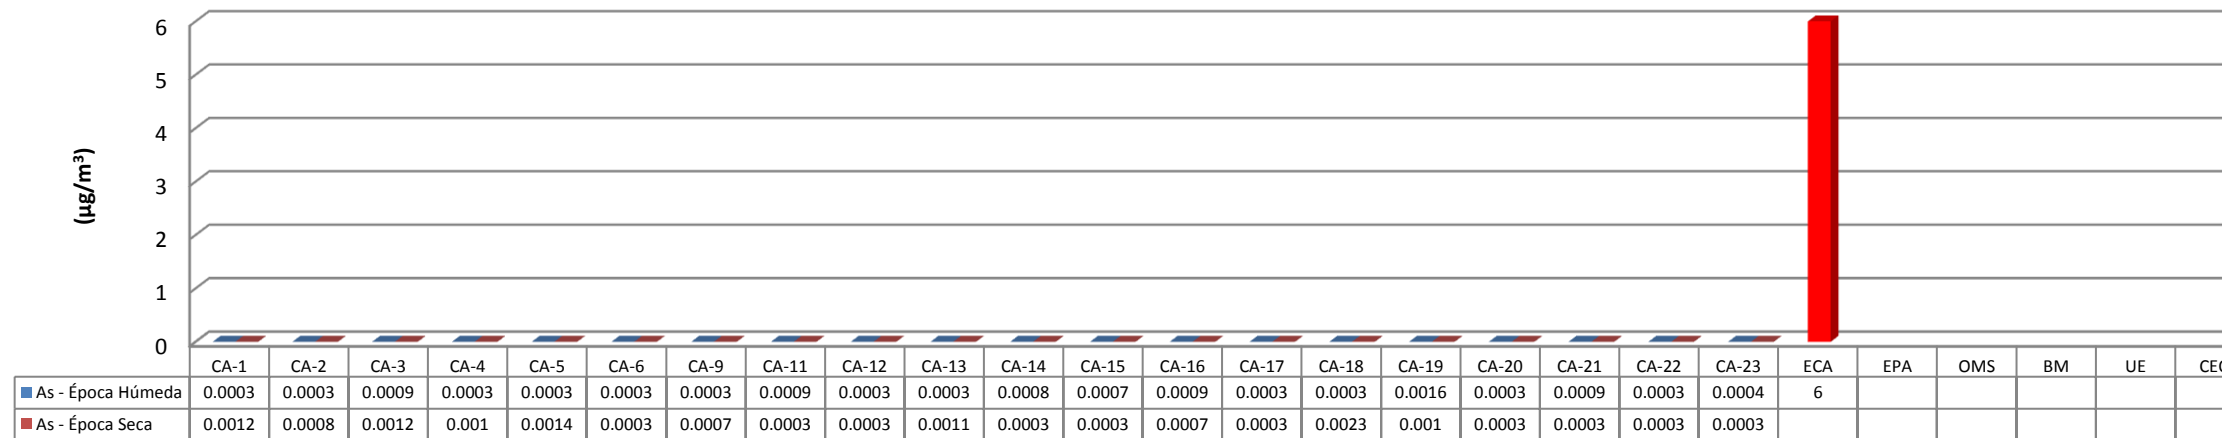 6
5
4
3
2
1
0
(µg/m³)
CA-1 CA-2 CA-3 CA-4 CA-5 CA-6 CA-9 CA-11 CA-12 CA-13 CA-14 CA-15 CA-16 CA-17 CA-18 CA-19 CA-20 CA-21 CA-22 CA-23 ECA EPA OMS BM UE
As - Época Húmeda 0.0003 0.0003 0.0009 0.0003 0.0003 0.0003 0.0003 0.0009 0.0003 0.0003 0.0008 0.0007 0.0009 0.0003 0.0003 0.0016 0.0003 0.0009 0.0003 0.0004 6
As - Época Seca 0.0012 0.0008 0.0012 0.001 0.0014 0.0003 0.0007 0.0003 0.0003 0.0011 0.0003 0.0003 0.0007 0.0003 0.0023 0.001 0.0003 0.0003 0.0003 0.0003